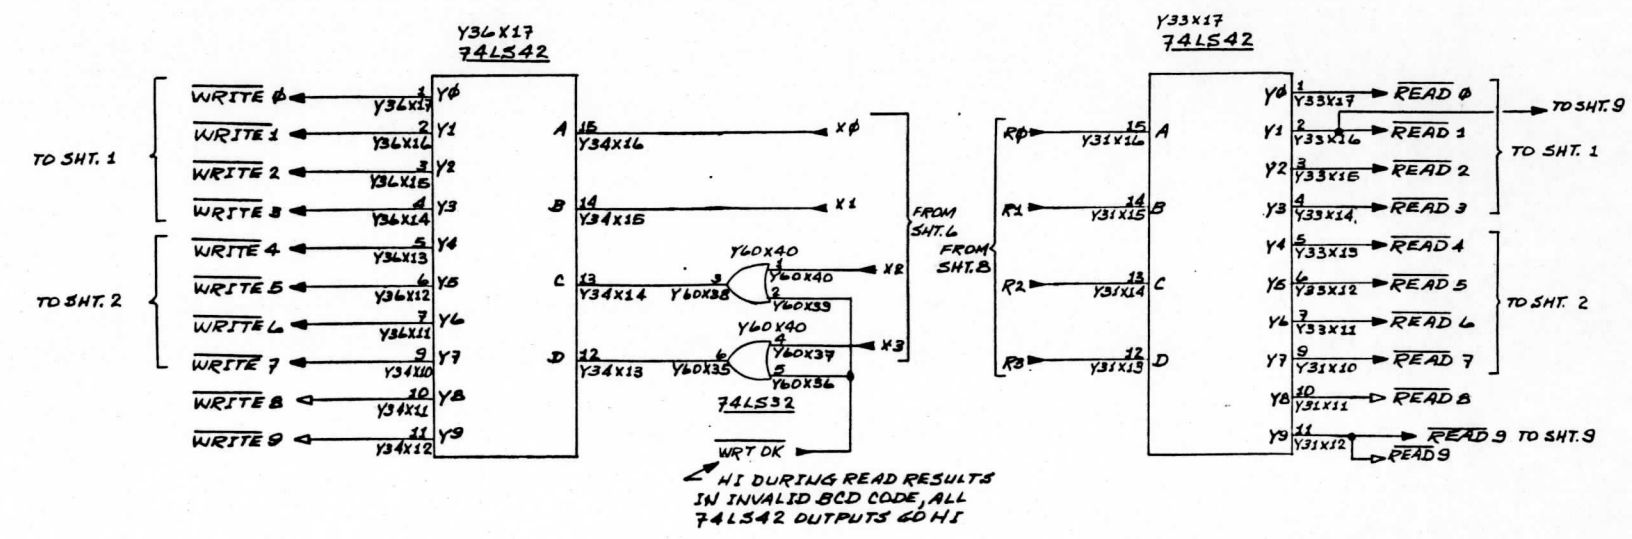 Y36X17
74LS42
TO SHT. 1
WRITE 0 1 Y36X17 Y0
WRITE 1 2 Y36X16 Y1
WRITE 2 3 Y36X15 Y2
WRITE 3 4 Y36X14 Y3
TO SHT. 2
WRITE 4 5 Y36X13 Y4
WRITE 5 6 Y36X12 Y5
WRITE 6 7 Y36X11 Y6
WRITE 7 9 Y34X10 Y7
WRITE 8 10 Y34X11 Y8
WRITE 9 11 Y34X12 Y9
A 15 Y34X16 X0
B 14 Y34X15 X1
Y60X40
C 13 Y34X14 Y60X38 3 1 Y60X40 X2
2 Y60X39
Y60X40
D 12 Y34X13 Y60X35 6 4 Y60X37 X3
5 Y60X36
74LS32
FROM
SHT. 6
WRT OK
HI DURING READ RESULTS
IN INVALID BCD CODE, ALL
74LS42 OUTPUTS GO HI
Y33X17
74LS42
FROM
SHT. 8
R0 15 Y31X16 A
R1 14 Y31X15 B
R2 13 Y31X14 C
R3 12 Y31X13 D
Y0 1 Y33X17 READ 0
TO SHT. 9
Y1 2 Y33X16 READ 1
Y2 3 Y33X15 READ 2
Y3 4 Y33X14. READ 3
TO SHT. 1
Y4 5 Y33X13 READ 4
Y5 6 Y33X12 READ 5
Y6 7 Y33X11 READ 6
Y7 9 Y31X10 READ 7
TO SHT. 2
Y8 10 Y31X11 READ 8
Y9 11 Y31X12 READ 9 TO SHT. 9
READ 9